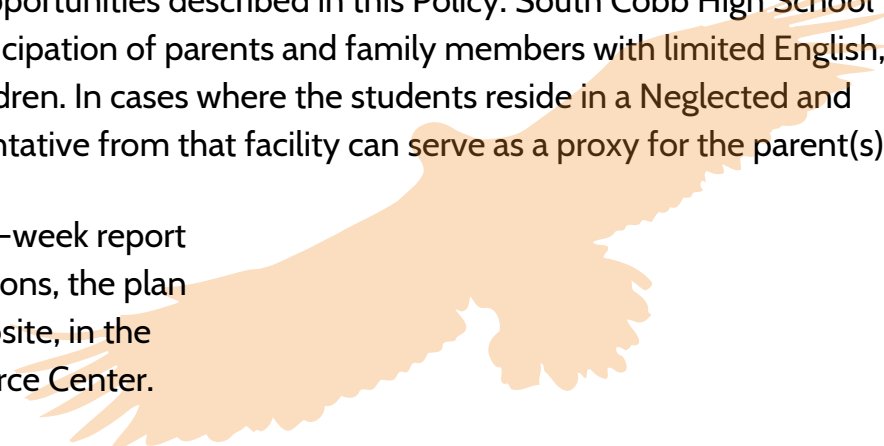 portunities described in this Policy. South Cobb High School
cipation of parents and family members with limited English,
dren. In cases where the students reside in a Neglected and
ntative from that facility can serve as a proxy for the parent(s)
-week report
ons, the plan
site, in the
rce Center.